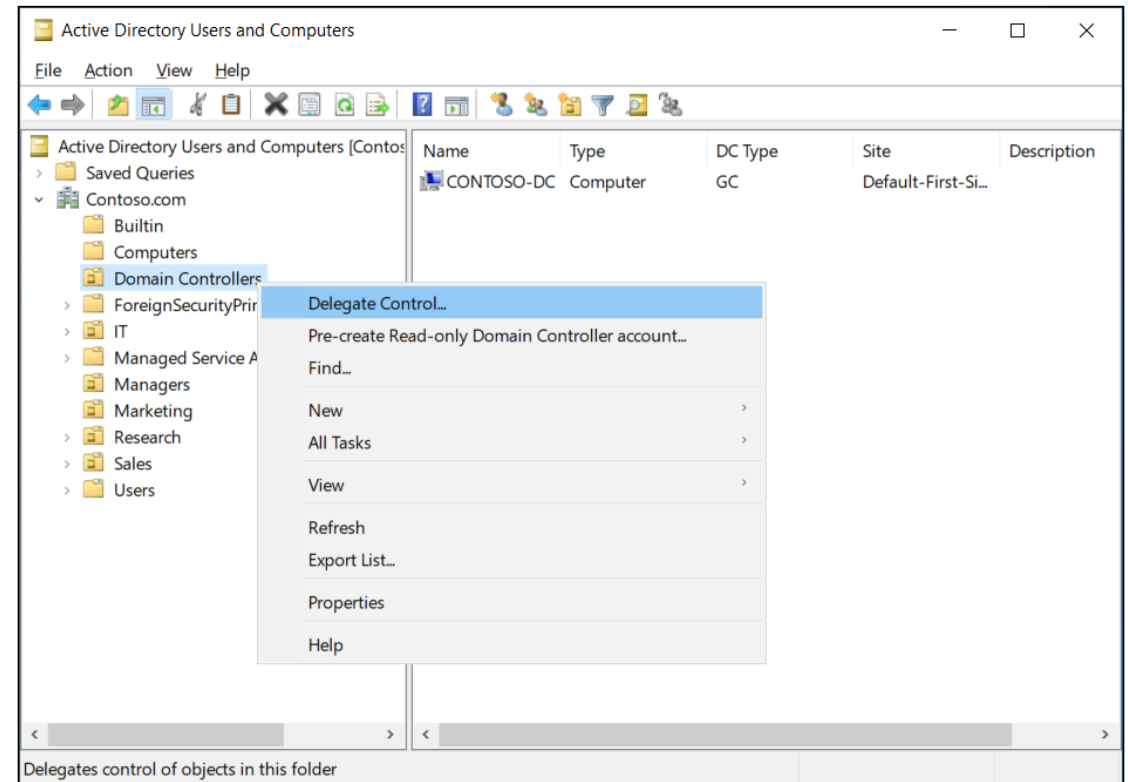 Active Directory Users and Computers
File Action View Help
Active Directory Users and Computers [Contos
Saved Queries
Contoso.com
Builtin
Computers
Domain Controllers
ForeignSecurityPrin
IT
Managed Service A
Managers
Marketing
Research
Sales
Users
Name Type DC Type Site Description
CONTOSO-DC Computer GC Default-First-Si...
Delegate Control...
Pre-create Read-only Domain Controller account...
Find...
New
All Tasks
View
Refresh
Export List...
Properties
Help
Delegates control of objects in this folder